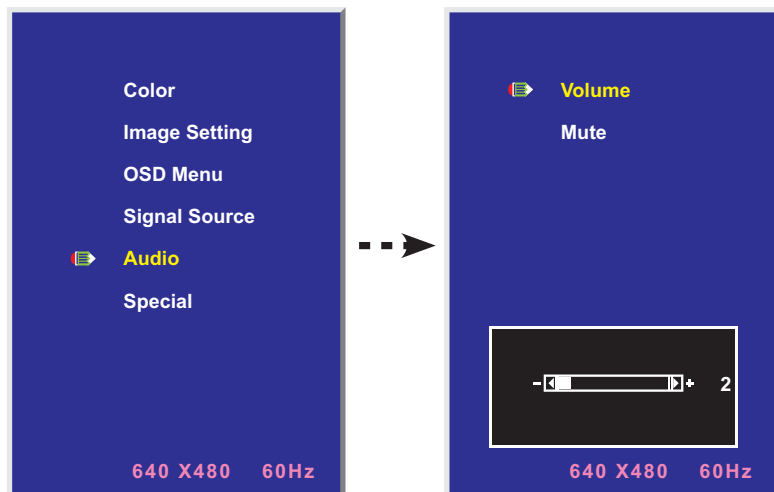 Color
Image Setting
OSD Menu
Signal Source
Audio
Special
640 X480 60Hz
Volume
Mute
- + 2
640 X480 60Hz